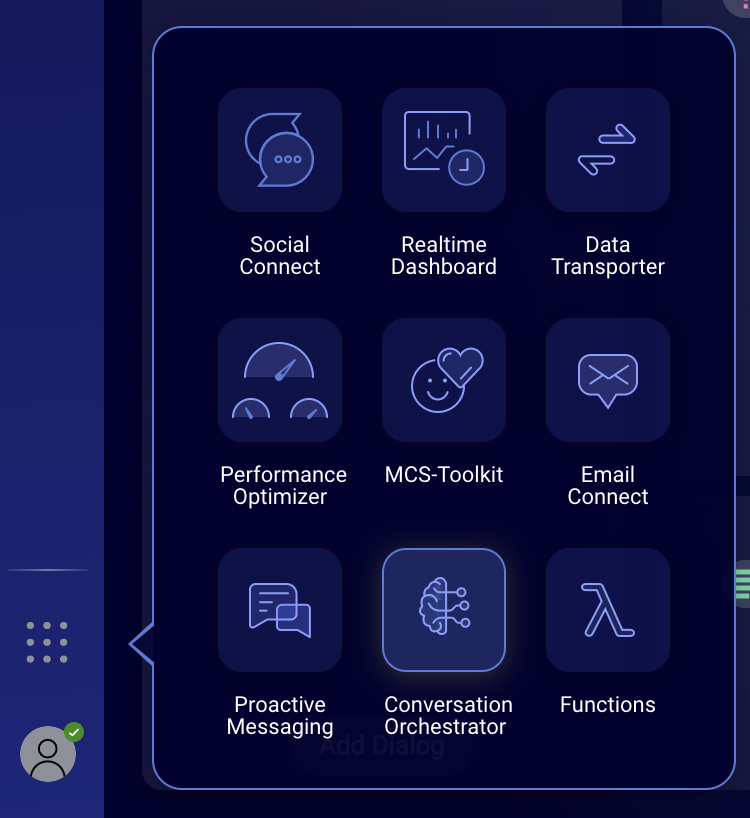 Social
Connect
Realtime
Dashboard
Data
Transporter
Performance
Optimizer
MCS-Toolkit
Email
Connect
Proactive
Messaging
Conversation
Orchestrator
Functions
Add Dialog